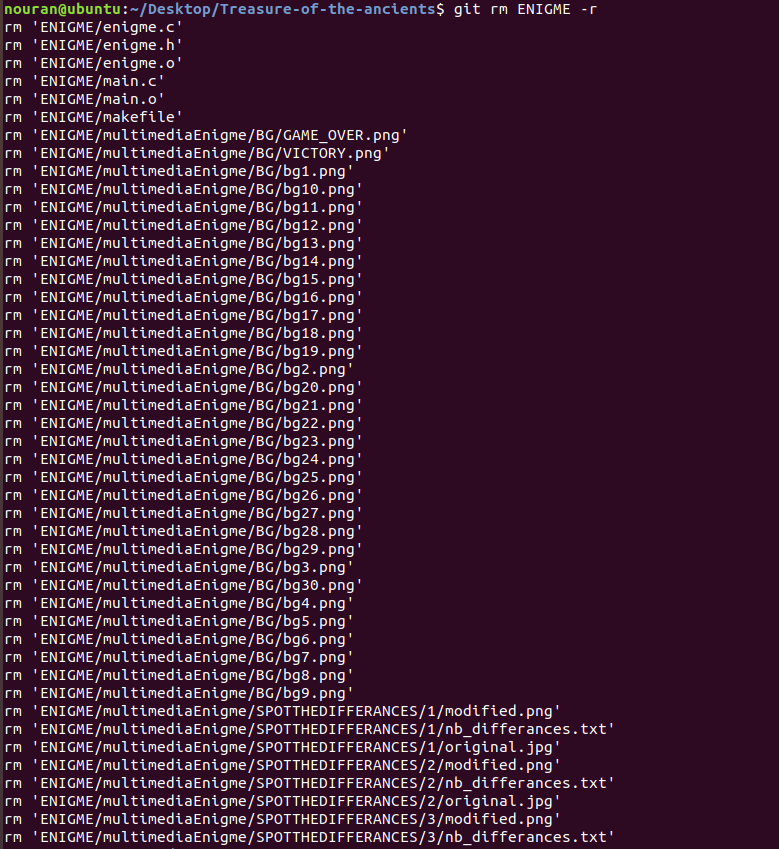 nouran@ubuntu:~/Desktop/Treasure-of-the-ancients$ git rm ENIGME -r
rm 'ENIGME/enigme.c'
rm 'ENIGME/enigme.h'
rm 'ENIGME/enigme.o'
rm 'ENIGME/main.c'
rm 'ENIGME/main.o'
rm 'ENIGME/makefile'
rm 'ENIGME/multimediaEnigme/BG/GAME_OVER.png'
rm 'ENIGME/multimediaEnigme/BG/VICTORY.png'
rm 'ENIGME/multimediaEnigme/BG/bg1.png'
rm 'ENIGME/multimediaEnigme/BG/bg10.png'
rm 'ENIGME/multimediaEnigme/BG/bg11.png'
rm 'ENIGME/multimediaEnigme/BG/bg12.png'
rm 'ENIGME/multimediaEnigme/BG/bg13.png'
rm 'ENIGME/multimediaEnigme/BG/bg14.png'
rm 'ENIGME/multimediaEnigme/BG/bg15.png'
rm 'ENIGME/multimediaEnigme/BG/bg16.png'
rm 'ENIGME/multimediaEnigme/BG/bg17.png'
rm 'ENIGME/multimediaEnigme/BG/bg18.png'
rm 'ENIGME/multimediaEnigme/BG/bg19.png'
rm 'ENIGME/multimediaEnigme/BG/bg2.png'
rm 'ENIGME/multimediaEnigme/BG/bg20.png'
rm 'ENIGME/multimediaEnigme/BG/bg21.png'
rm 'ENIGME/multimediaEnigme/BG/bg22.png'
rm 'ENIGME/multimediaEnigme/BG/bg23.png'
rm 'ENIGME/multimediaEnigme/BG/bg24.png'
rm 'ENIGME/multimediaEnigme/BG/bg25.png'
rm 'ENIGME/multimediaEnigme/BG/bg26.png'
rm 'ENIGME/multimediaEnigme/BG/bg27.png'
rm 'ENIGME/multimediaEnigme/BG/bg28.png'
rm 'ENIGME/multimediaEnigme/BG/bg29.png'
rm 'ENIGME/multimediaEnigme/BG/bg3.png'
rm 'ENIGME/multimediaEnigme/BG/bg30.png'
rm 'ENIGME/multimediaEnigme/BG/bg4.png'
rm 'ENIGME/multimediaEnigme/BG/bg5.png'
rm 'ENIGME/multimediaEnigme/BG/bg6.png'
rm 'ENIGME/multimediaEnigme/BG/bg7.png'
rm 'ENIGME/multimediaEnigme/BG/bg8.png'
rm 'ENIGME/multimediaEnigme/BG/bg9.png'
rm 'ENIGME/multimediaEnigme/SPOTTHEDIFFERANCES/1/modified.png'
rm 'ENIGME/multimediaEnigme/SPOTTHEDIFFERANCES/1/nb_differances.txt'
rm 'ENIGME/multimediaEnigme/SPOTTHEDIFFERANCES/1/original.jpg'
rm 'ENIGME/multimediaEnigme/SPOTTHEDIFFERANCES/2/modified.png'
rm 'ENIGME/multimediaEnigme/SPOTTHEDIFFERANCES/2/nb_differances.txt'
rm 'ENIGME/multimediaEnigme/SPOTTHEDIFFERANCES/2/original.jpg'
rm 'ENIGME/multimediaEnigme/SPOTTHEDIFFERANCES/3/modified.png'
rm 'ENIGME/multimediaEnigme/SPOTTHEDIFFERANCES/3/nb_differances.txt'